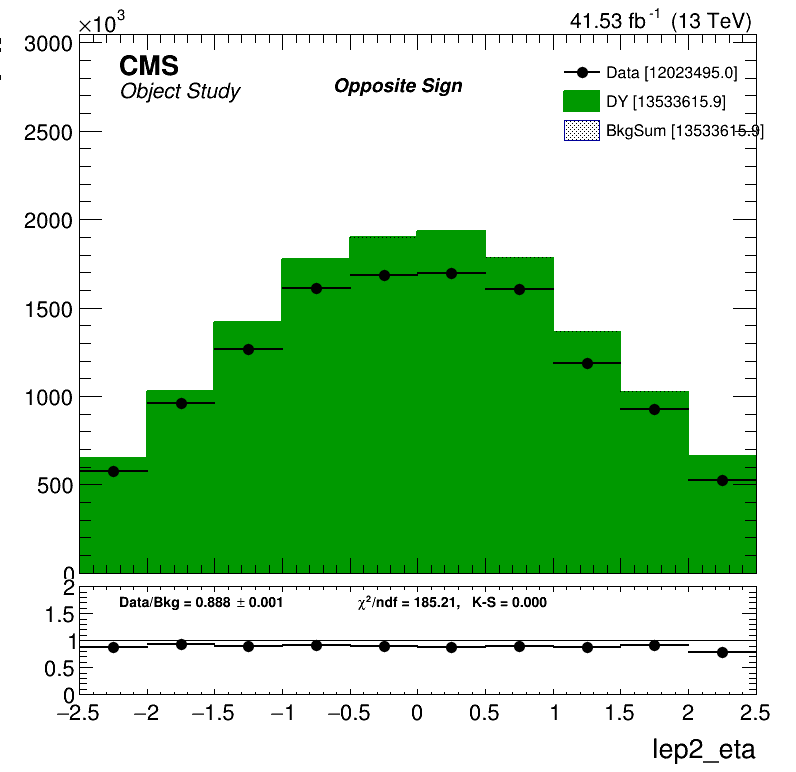 ×10³
41.53 fb⁻¹ (13 TeV)
3000
2500
2000
1500
1000
500
0
CMS
Object Study
Opposite Sign
Data [12023495.0]
DY [13533615.9]
BkgSum [13533615.9]
2
1.5
1
0.5
0
Data/Bkg = 0.888 ± 0.001
χ²/ndf = 185.21, K-S = 0.000
−2.5 −2 −1.5 −1 −0.5 0 0.5 1 1.5 2 2.5
lep2_eta